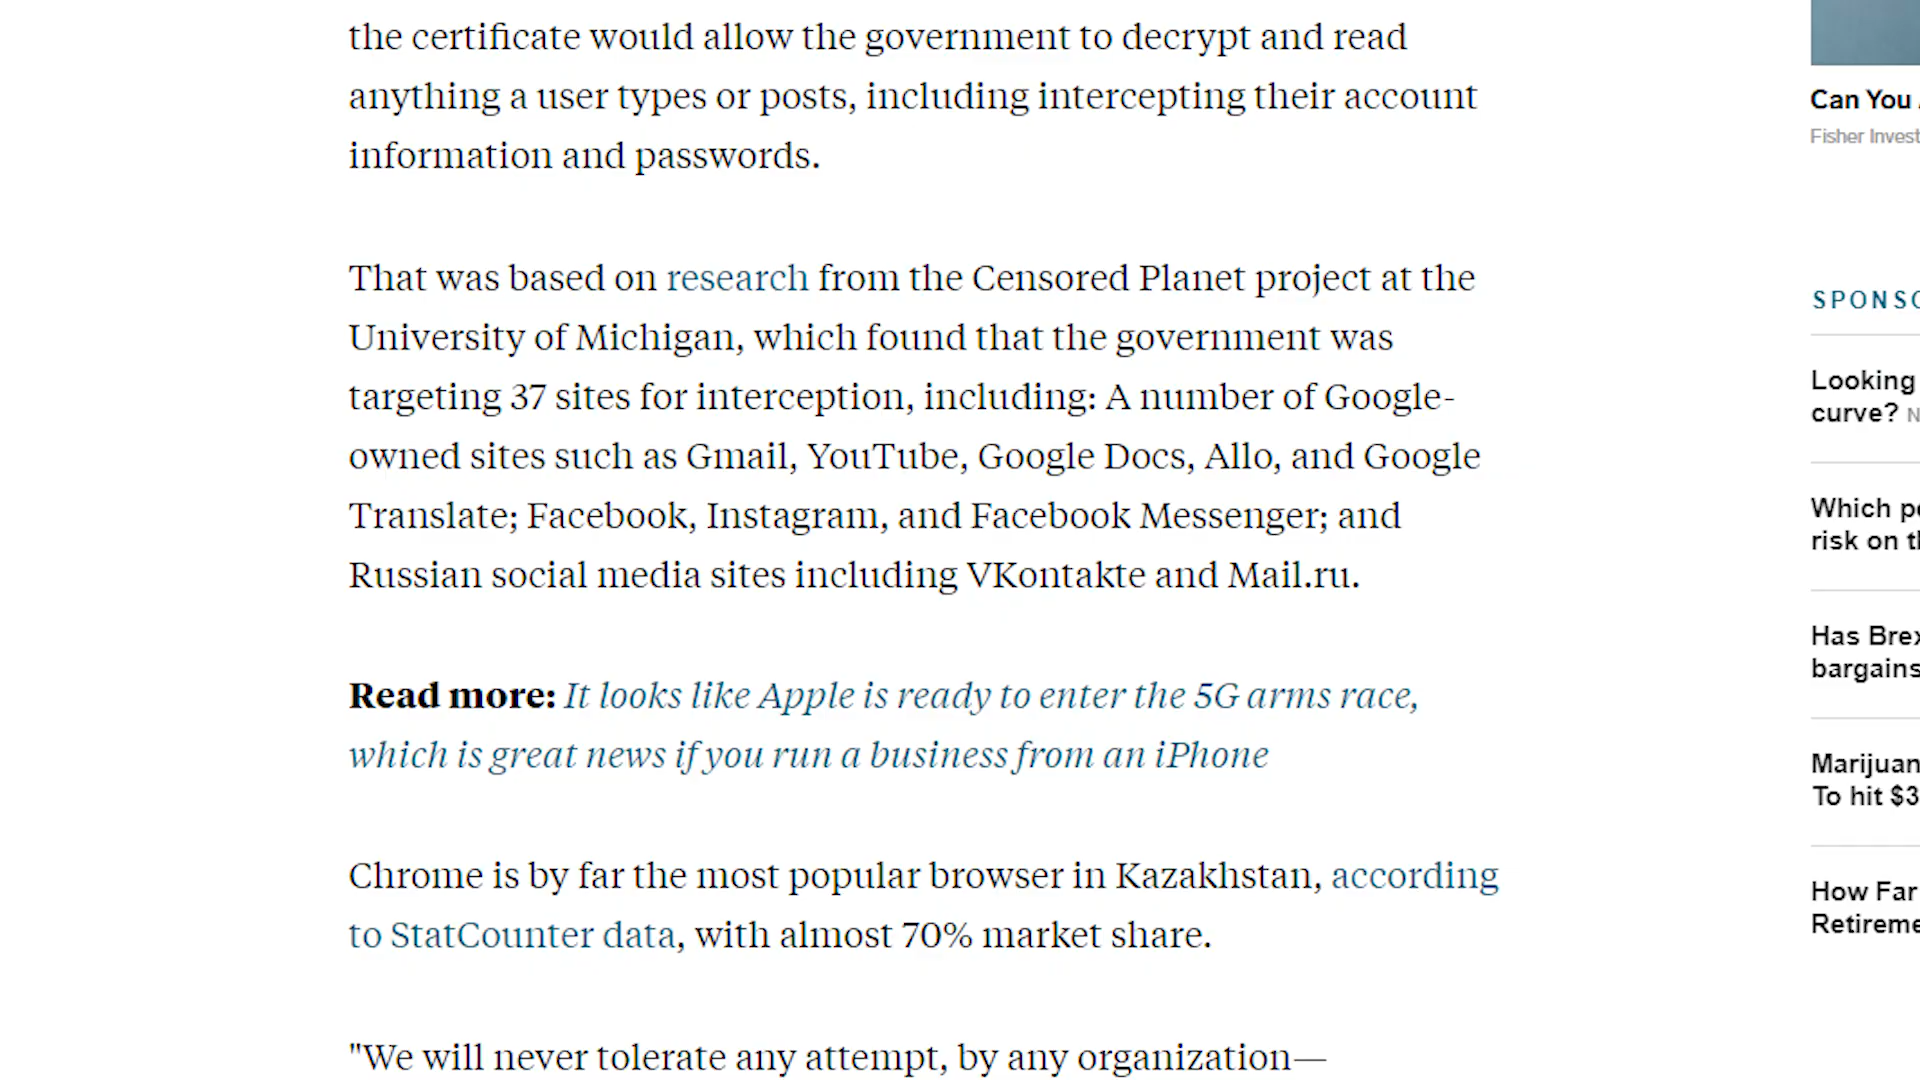 the certificate would allow the government to decrypt and read
anything a user types or posts, including intercepting their account
information and passwords.
That was based on research from the Censored Planet project at the
University of Michigan, which found that the government was
targeting 37 sites for interception, including: A number of Google-
owned sites such as Gmail, YouTube, Google Docs, Allo, and Google
Translate; Facebook, Instagram, and Facebook Messenger; and
Russian social media sites including VKontakte and Mail.ru.
Read more: It looks like Apple is ready to enter the 5G arms race,
which is great news if you run a business from an iPhone
Chrome is by far the most popular browser in Kazakhstan, according
to StatCounter data, with almost 70% market share.
"We will never tolerate any attempt, by any organization—
Can You
Fisher Invest
SPONSO
Looking
curve? N
Which p
risk on t
Has Brex
bargains
Marijuan
To hit $3
How Far
Retireme